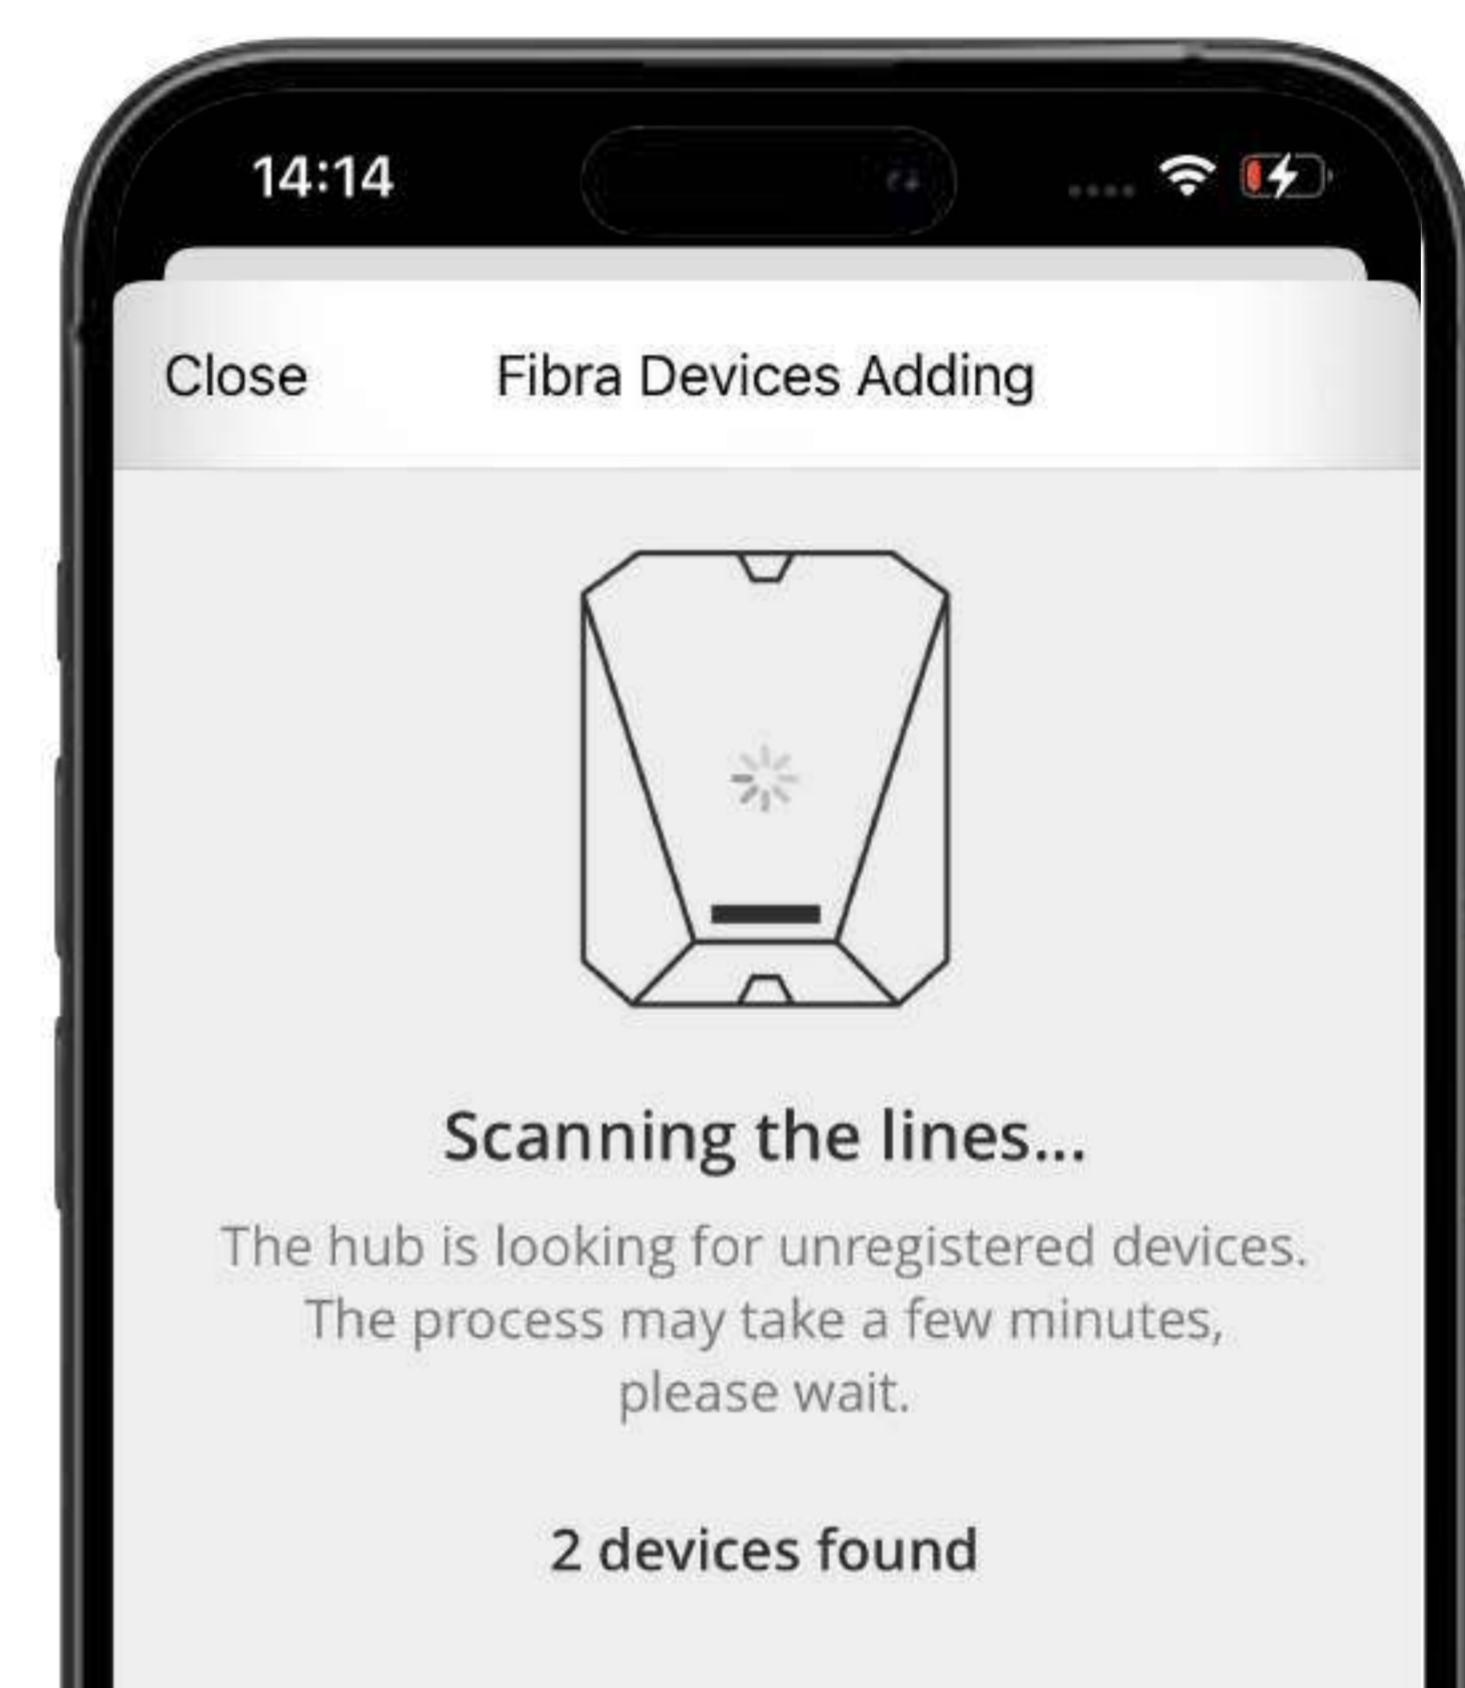 14:14
Close
Fibra Devices Adding
Scanning the lines...
The hub is looking for unregistered devices.
The process may take a few minutes,
please wait.
2 devices found